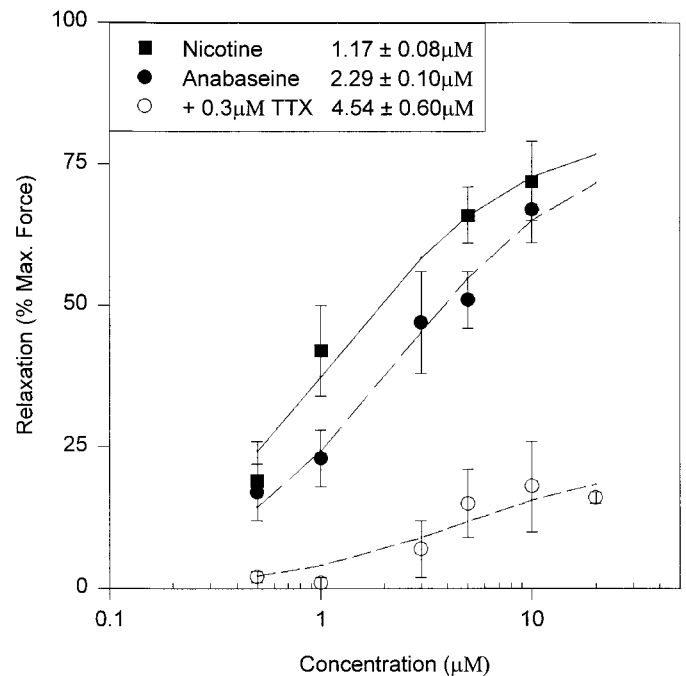 100
■ Nicotine 1.17 ± 0.08μM
● Anabaseine 2.29 ± 0.10μM
○ + 0.3μM TTX 4.54 ± 0.60μM
75
50
25
0
Relaxation (% Max. Force)
0.1 1 10
Concentration (μM)